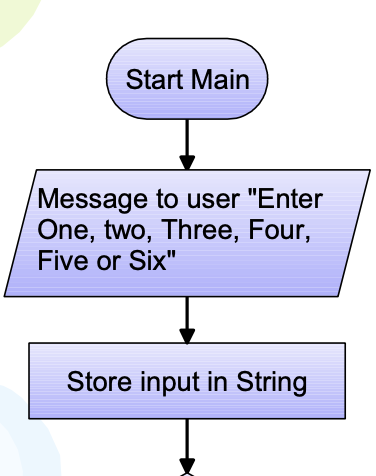 Start Main
Message to user "Enter
One, two, Three, Four,
Five or Six"
Store input in String